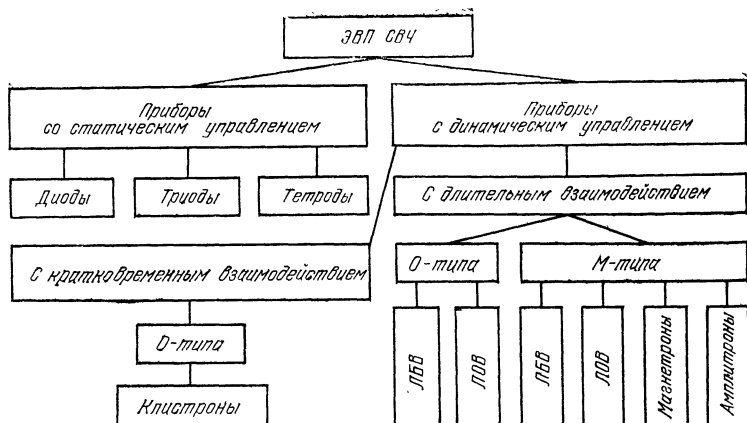 ЭВП СВЧ
Приборы
со статическим управлением
Приборы
с динамическим управлением
Диоды
Триоды
Тетроды
С длительным взаимодействием
С кратковременным взаимодействием
О-типа
М-типа
О-типа
Клистроны
ЛБВ
ЛОВ
ЛБВ
ЛОВ
Магнетроны
Амплитроны